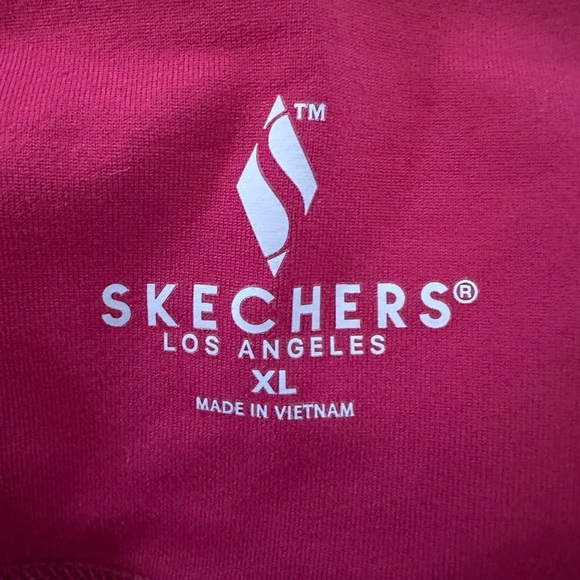 TM
SKECHERS®
LOS ANGELES
XL
MADE IN VIETNAM